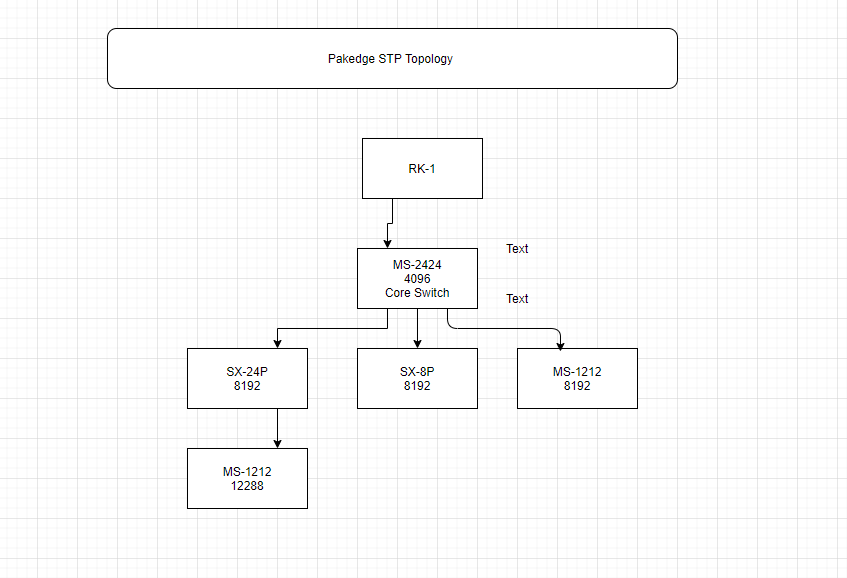 Pakedge STP Topology
RK-1
Text
MS-2424
4096
Core Switch
Text
SX-24P
8192
SX-8P
8192
MS-1212
8192
MS-1212
12288